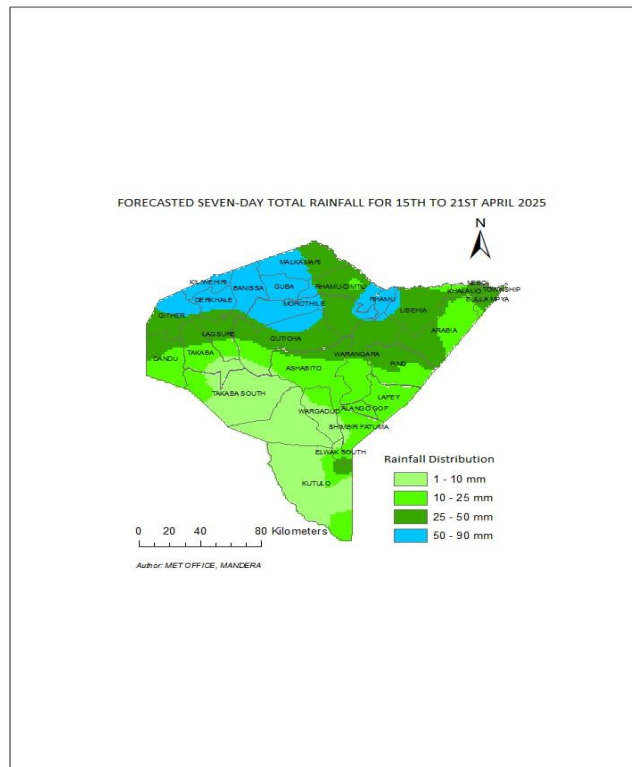 FORECASTED SEVEN-DAY TOTAL RAINFALL FOR 15TH TO 21ST APRIL 2025
N
MALKAMARI
KILIWEHIRI
BANISSA
GUBA
RHAMU-DIMTU
DERKHALE
MOROTHILE
RHAMU
NEBOI
KHALALIO
TOWNSHIP
BULLA MPYA
GITHER
LIBEHIA
ARABIA
LAGSURE
GUTICHA
DANDU
TAKABA
WARANQARA
ASHABITO
FINO
TAKABA SOUTH
LAFEY
WARGADUD
ALANGO GOF
SHIMBIR FATUMA
ELWAK SOUTH
KUTULO
Rainfall Distribution
1 - 10 mm
10 - 25 mm
25 - 50 mm
50 - 90 mm
0 20 40 80 Kilometers
Author: MET OFFICE, MANDERA